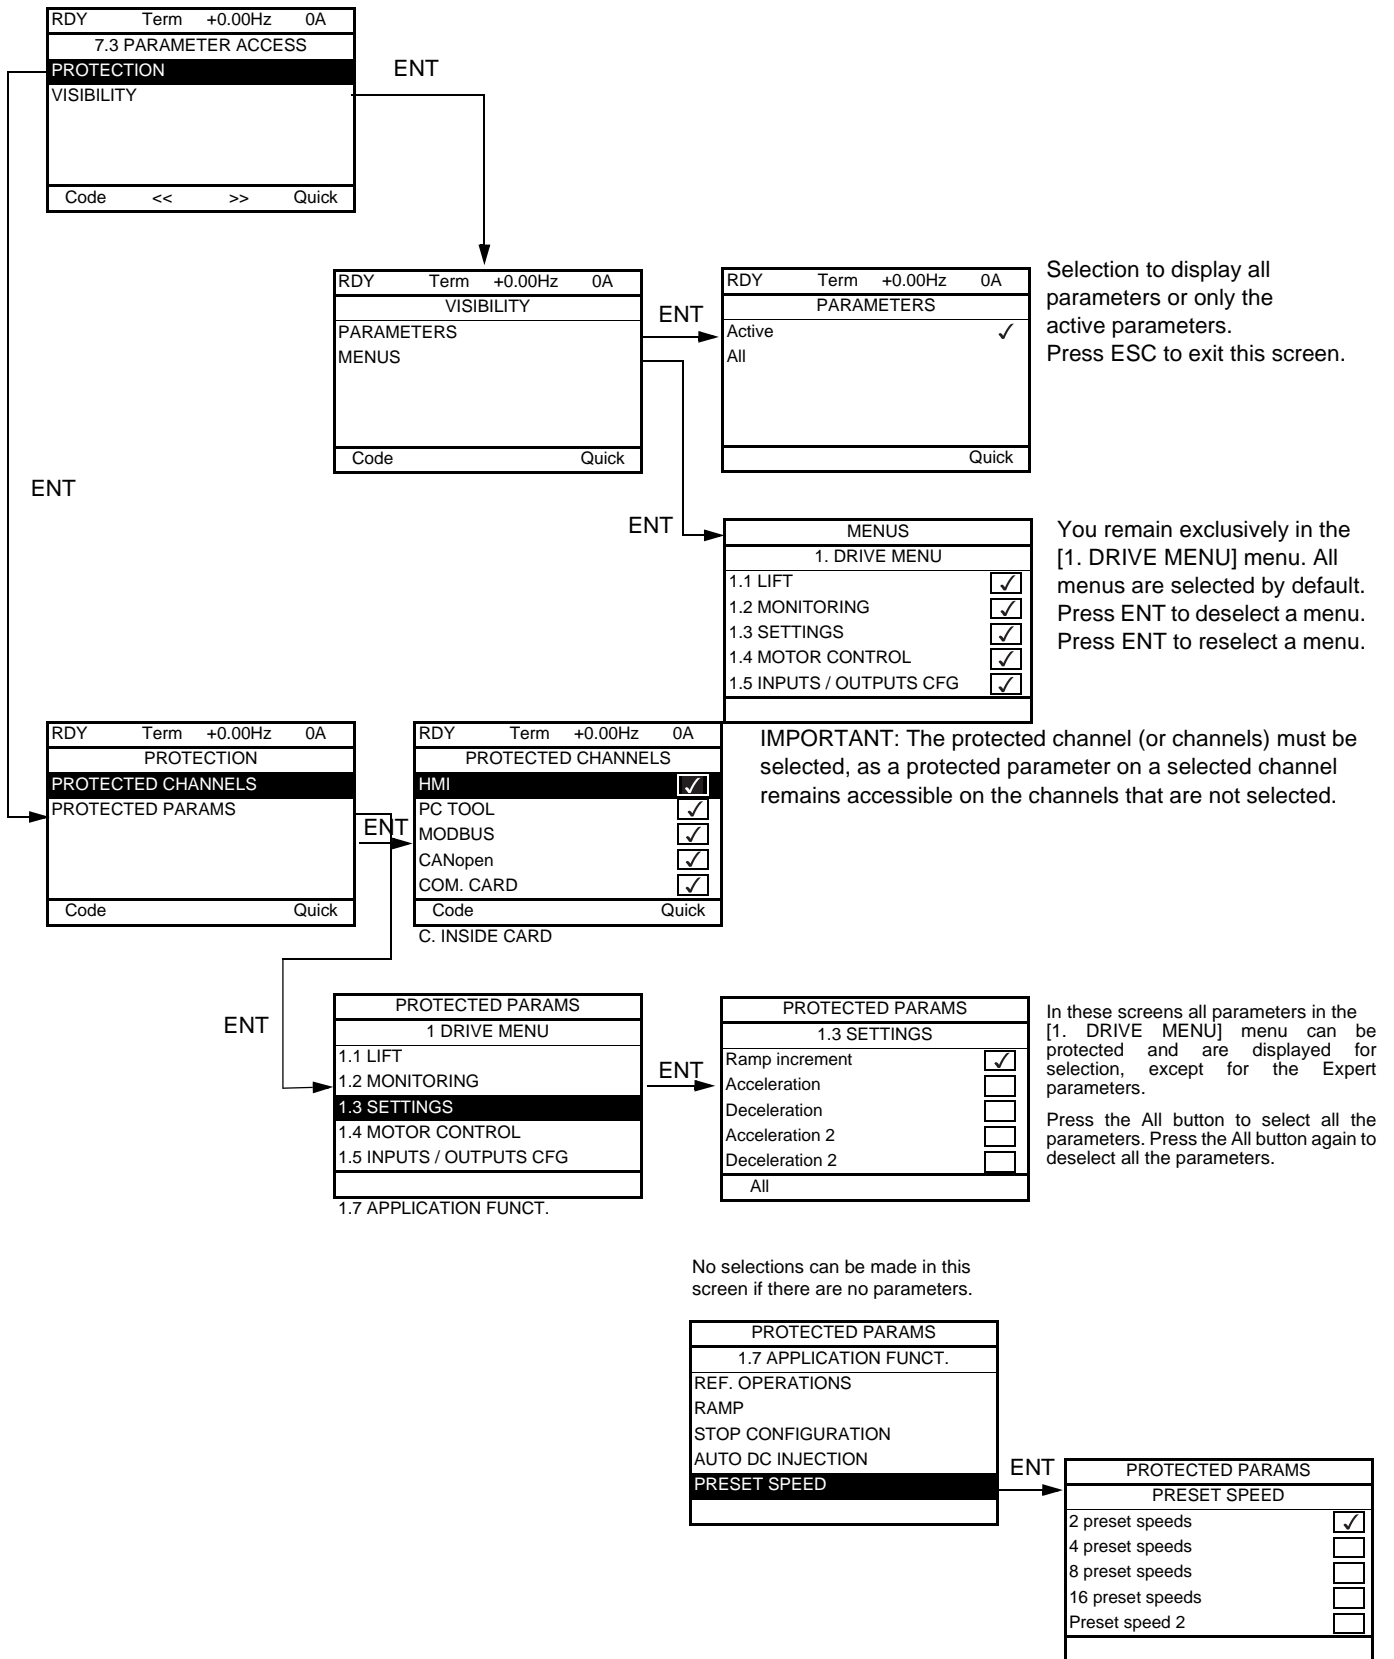 RDY Term +0.00Hz 0A
7.3 PARAMETER ACCESS
PROTECTION
VISIBILITY
Code << >> Quick
ENT
RDY Term +0.00Hz 0A
VISIBILITY
PARAMETERS
MENUS
Code Quick
ENT
RDY Term +0.00Hz 0A
PARAMETERS
Active ✓
All
Quick
Selection to display all
parameters or only the
active parameters.
Press ESC to exit this screen.
ENT
ENT
MENUS
1. DRIVE MENU
1.1 LIFT ✓
1.2 MONITORING ✓
1.3 SETTINGS ✓
1.4 MOTOR CONTROL ✓
1.5 INPUTS / OUTPUTS CFG ✓
You remain exclusively in the
[1. DRIVE MENU] menu. All
menus are selected by default.
Press ENT to deselect a menu.
Press ENT to reselect a menu.
RDY Term +0.00Hz 0A
PROTECTION
PROTECTED CHANNELS
PROTECTED PARAMS
Code Quick
ENT
RDY Term +0.00Hz 0A
PROTECTED CHANNELS
HMI ✓
PC TOOL ✓
MODBUS ✓
CANopen ✓
COM. CARD ✓
Code Quick
C. INSIDE CARD
IMPORTANT: The protected channel (or channels) must be
selected, as a protected parameter on a selected channel
remains accessible on the channels that are not selected.
ENT
PROTECTED PARAMS
1 DRIVE MENU
1.1 LIFT
1.2 MONITORING
1.3 SETTINGS
1.4 MOTOR CONTROL
1.5 INPUTS / OUTPUTS CFG
1.7 APPLICATION FUNCT.
ENT
PROTECTED PARAMS
1.3 SETTINGS
Ramp increment ✓
Acceleration
Deceleration
Acceleration 2
Deceleration 2
All
In these screens all parameters in the
[1. DRIVE MENU] menu can be
protected and are displayed for
selection, except for the Expert
parameters.
Press the All button to select all the
parameters. Press the All button again to
deselect all the parameters.
No selections can be made in this
screen if there are no parameters.
PROTECTED PARAMS
1.7 APPLICATION FUNCT.
REF. OPERATIONS
RAMP
STOP CONFIGURATION
AUTO DC INJECTION
PRESET SPEED
ENT
PROTECTED PARAMS
PRESET SPEED
2 preset speeds ✓
4 preset speeds
8 preset speeds
16 preset speeds
Preset speed 2